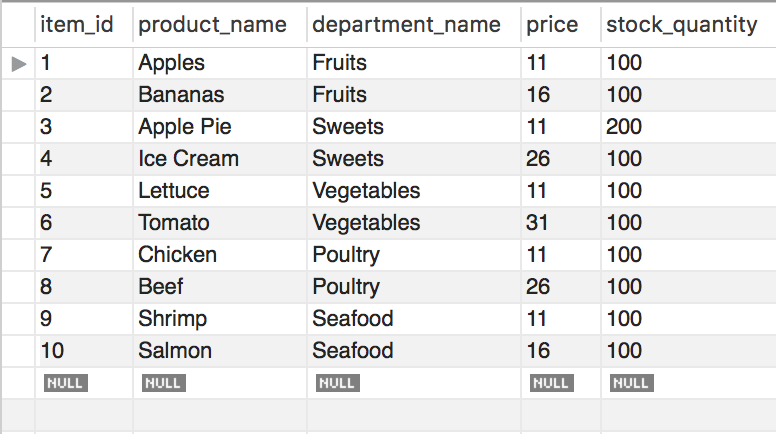 item_id product_name department_name price stock_quantity
1 Apples Fruits 11 100
2 Bananas Fruits 16 100
3 Apple Pie Sweets 11 200
4 Ice Cream Sweets 26 100
5 Lettuce Vegetables 11 100
6 Tomato Vegetables 31 100
7 Chicken Poultry 11 100
8 Beef Poultry 26 100
9 Shrimp Seafood 11 100
10 Salmon Seafood 16 100
NULL NULL NULL NULL NULL